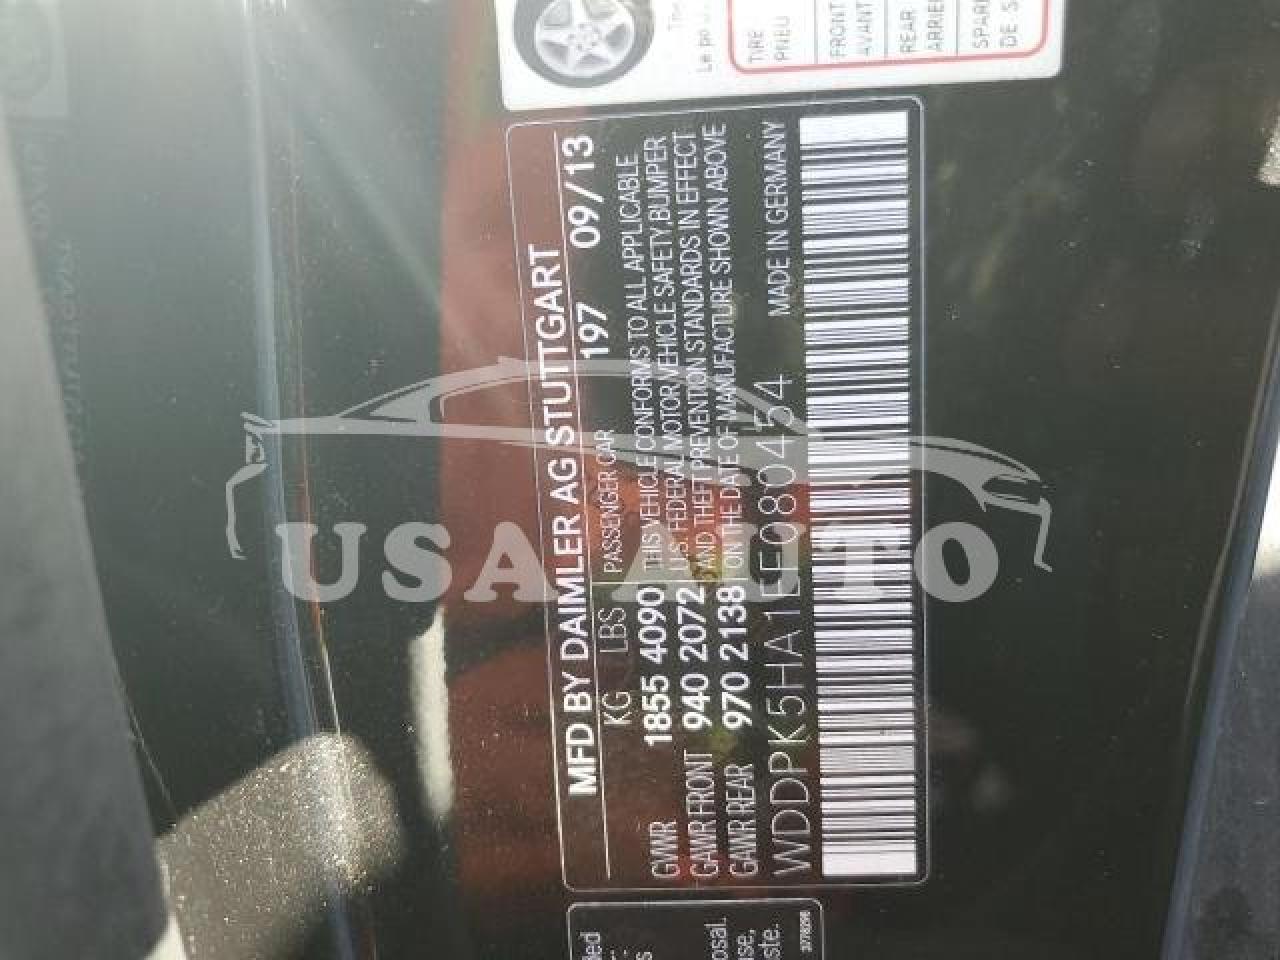 MFD BY DAIMLER AG STUTTGART
197 09/13
KG LBS PASSENGER CAR
GVWR 1855 4090 THIS VEHICLE CONFORMS TO ALL APPLICABLE
U.S. FEDERAL MOTOR VEHICLE SAFETY, BUMPER
GAWR FRONT 940 2072 AND THEFT PREVENTION STANDARDS IN EFFECT
GAWR REAR 970 2138 ON THE DATE OF MANUFACTURE SHOWN ABOVE
WDDPK5HA1EF080454 MADE IN GERMANY
TIRE
PNEU
FRONT
AVANT
REAR
USA AUTO